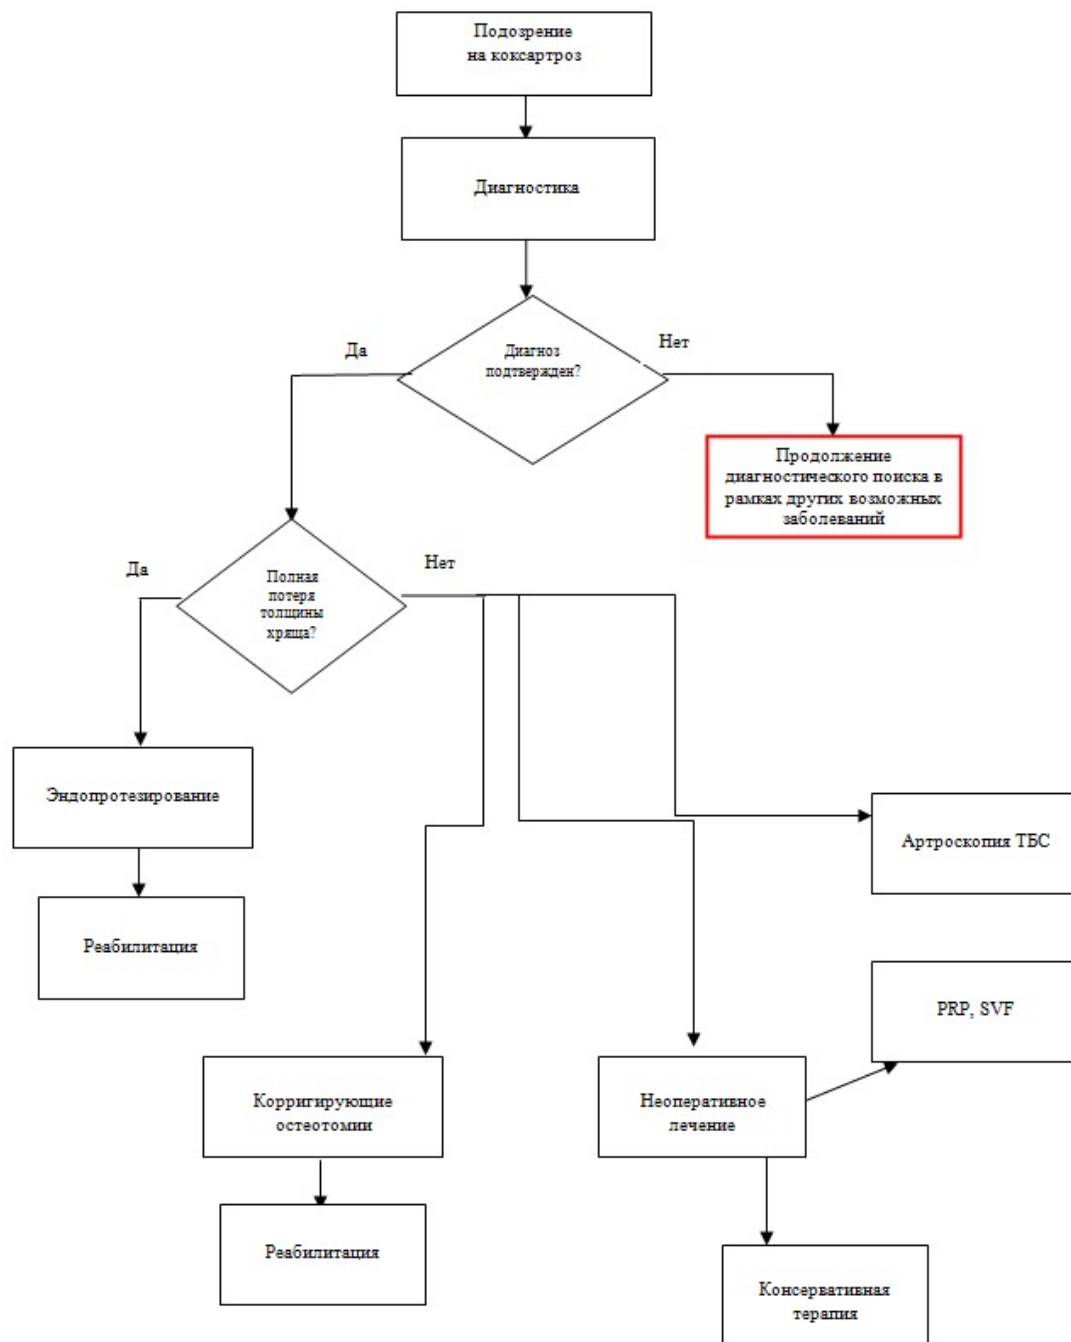 Подозрение
на коксартроз
Диагностика
Да
Нет
Диагноз
подтвержден?
Продолжение
диагностического поиска в
рамках других возможных
заболеваний
Да
Нет
Полная
потеря
толщины
хряща?
Эндопротезирование
Артроскопия ТБС
Реабилитация
PRP, SVF
Корригирующие
остеотомии
Неоперативное
лечение
Реабилитация
Консервативная
терапия